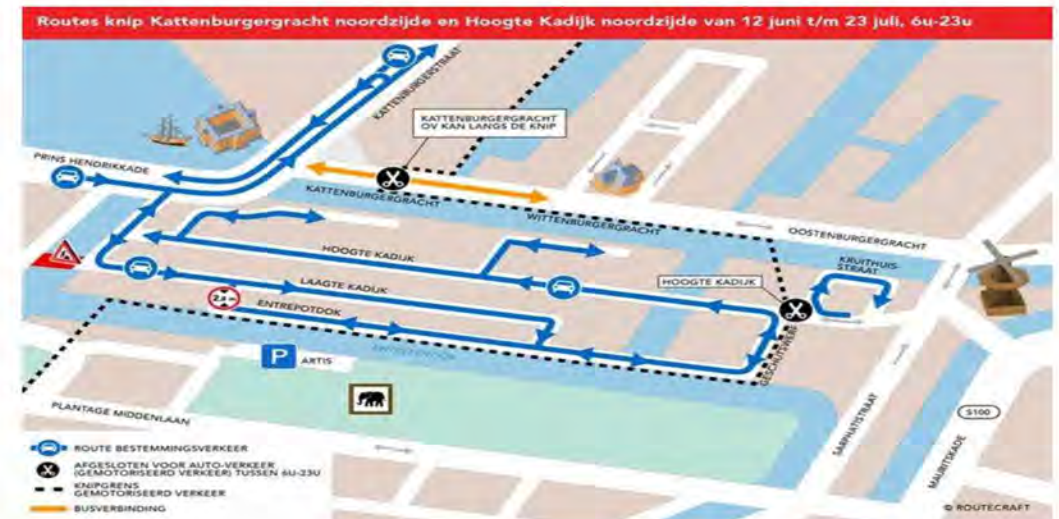 Routes knip Kattenburgergracht noordzijde en Hoogte Kadijk noordzijde van 12 juni t/m 23 juli, 6u-23u
KATTENBURGERSTRAAT
KATTENBURGERGRACHT
OV KAN LANGS DE KNIP
PRINS HENDRIKKADE
KATTENBURGERGRACHT
WITTENBURGERGRACHT
OOSTENBURGERGRACHT
KRUITHUIS-
STRAAT
HOOGTE KADIJK
HOOGTE KADIJK
LAAGTE KADIJK
ENTREPOTDOK
P
ARTIS
GESCHUTSWERF
PLANTAGE MIDDENLAAN
SARPHATISTRAAT
MAURITSKADE
S100
ROUTE BESTEMMINGSVERKEER
AFGESLOTEN VOOR AUTO-VERKEER
(GEMOTORISEERD VERKEER) TUSSEN 6U-23U
KNIPGRENS
GEMOTORISEERD VERKEER
BUSVERBINDING
© ROUTECRAFT